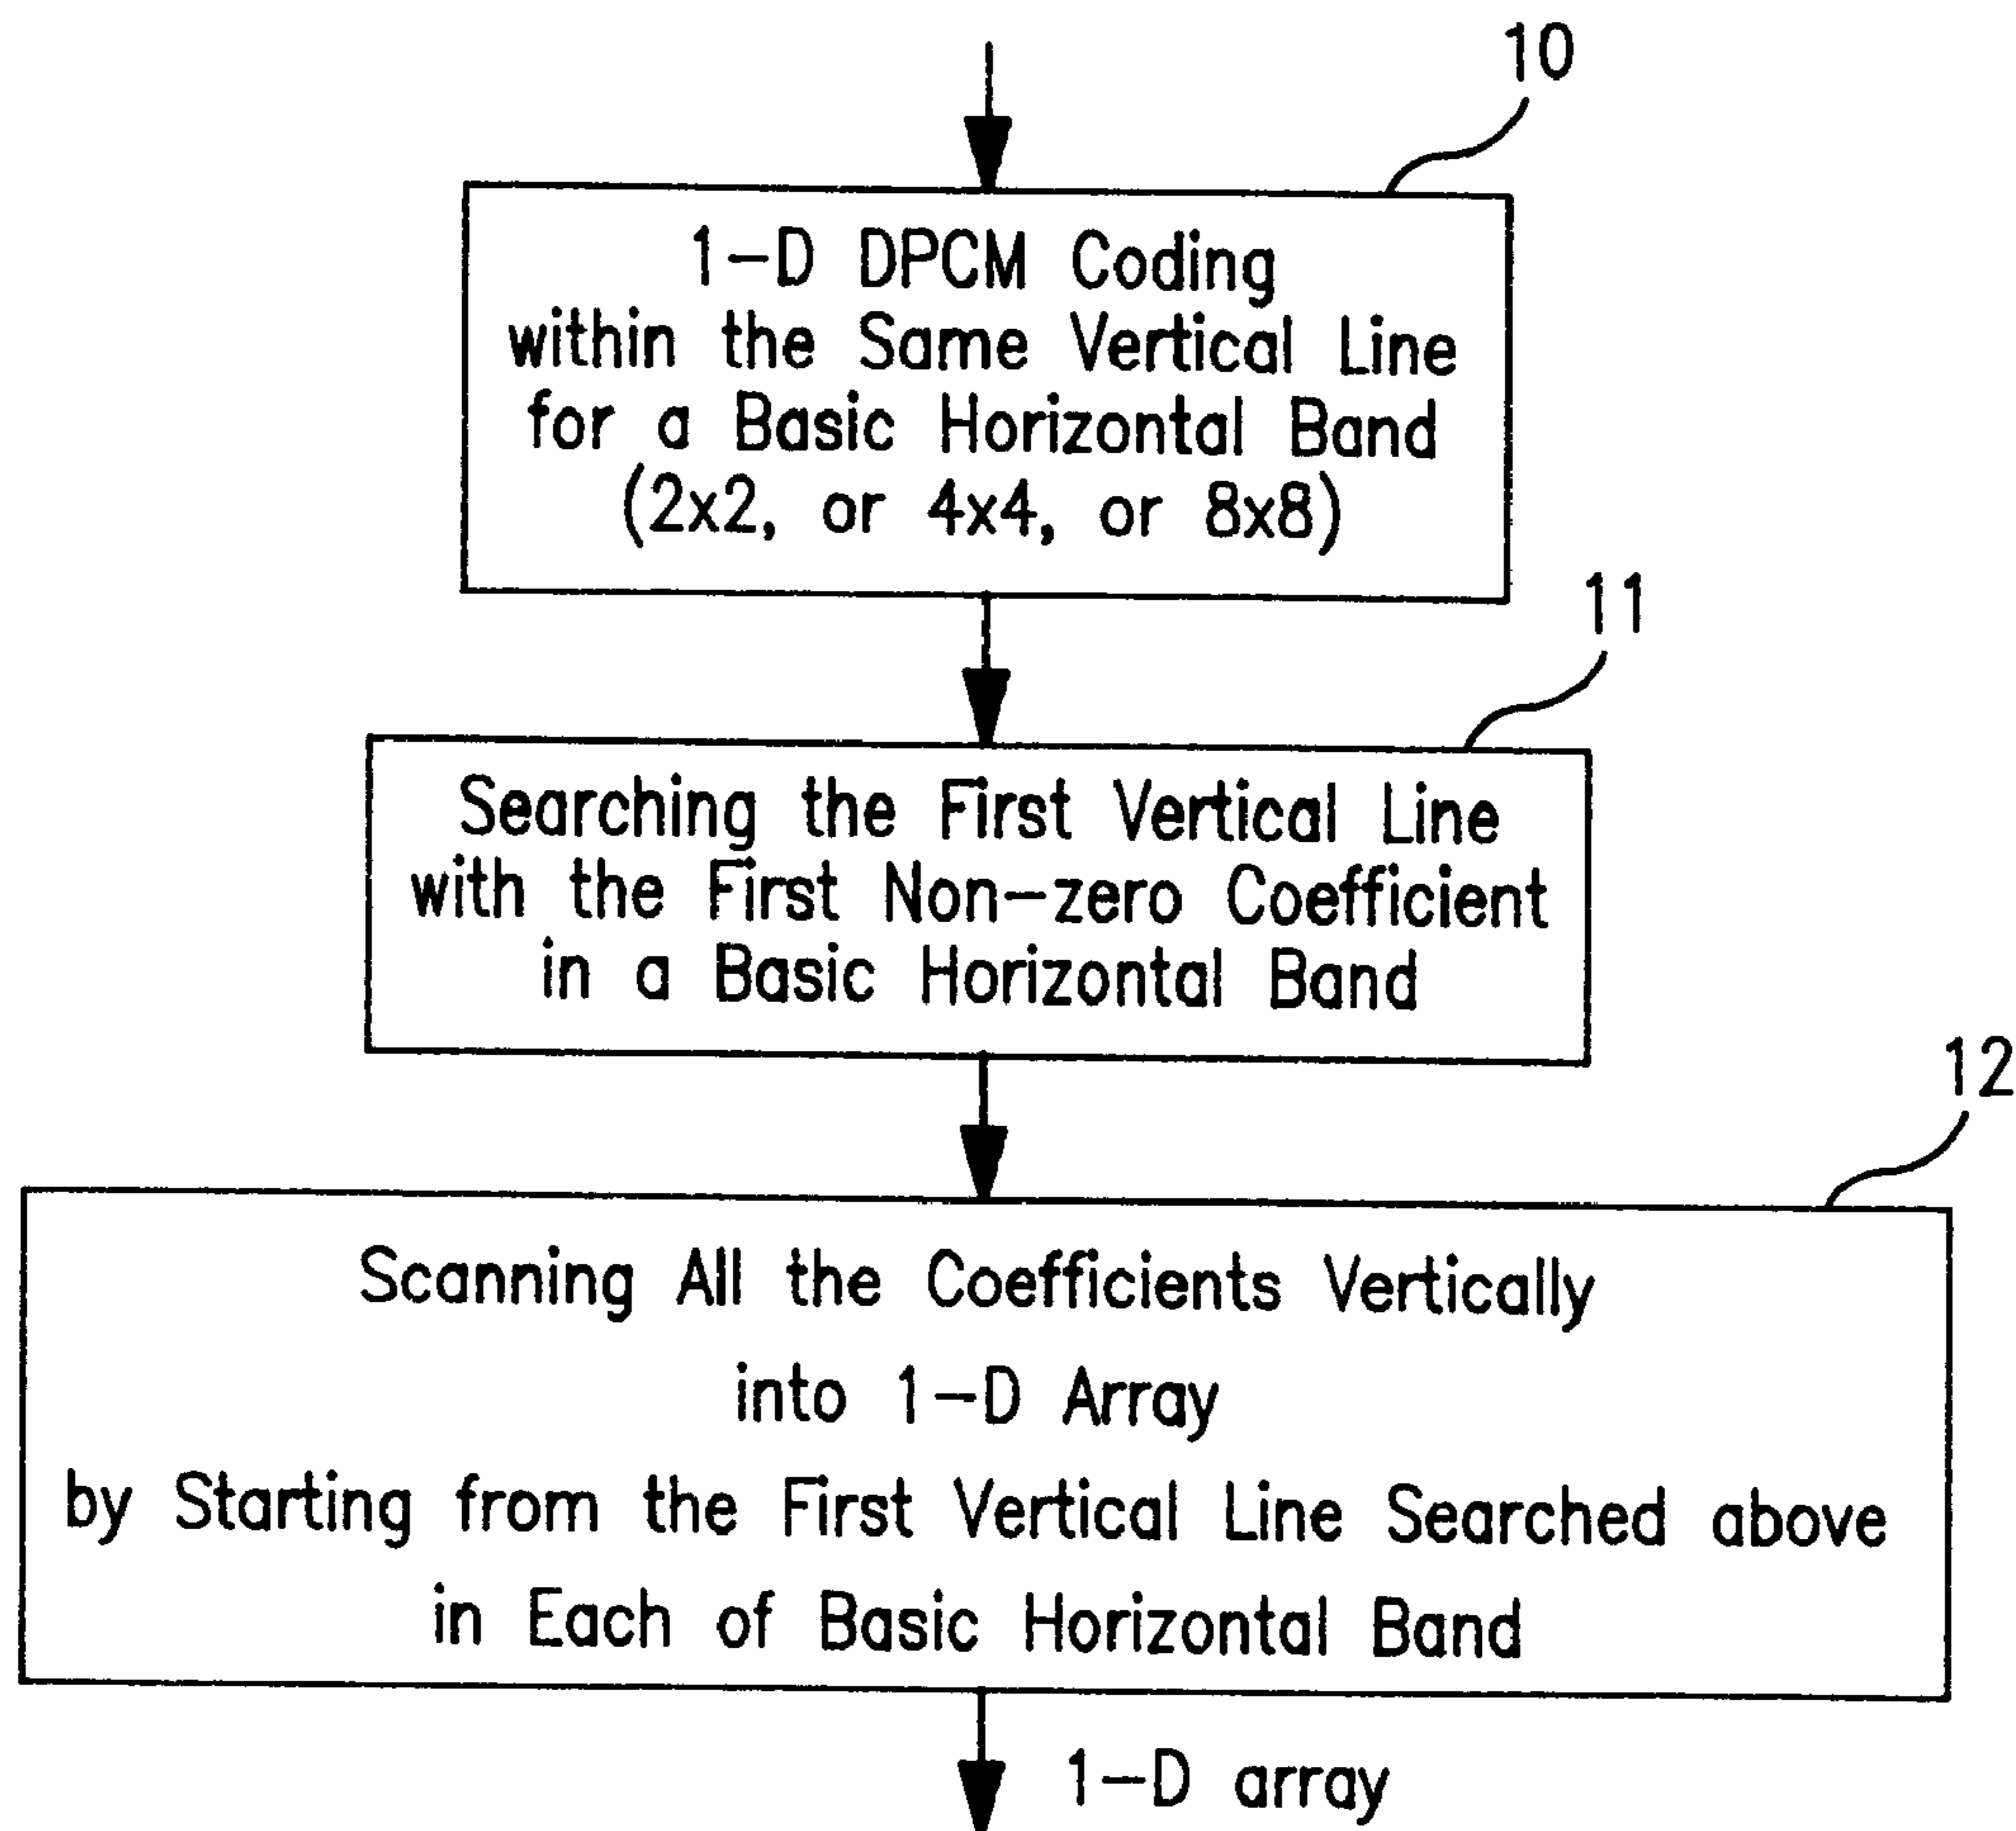 10
1-D DPCM Coding
within the Same Vertical Line
for a Basic Horizontal Band
(2x2, or 4x4, or 8x8)
11
Searching the First Vertical Line
with the First Non-zero Coefficient
in a Basic Horizontal Band
12
Scanning All the Coefficients Vertically
into 1-D Array
by Starting from the First Vertical Line Searched above
in Each of Basic Horizontal Band
1-D array